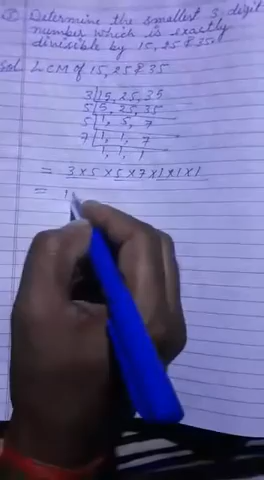 ③ Determine the smallest 3 digit
number which is exactly
divisible by 15, 25 & 35.
Sol LCM of 15, 25 & 35
3 15, 25, 35
5 5, 25, 35
5 1, 5, 7
7 1, 1, 7
1, 1, 1
= 3×5×5×7×1×1×1
=